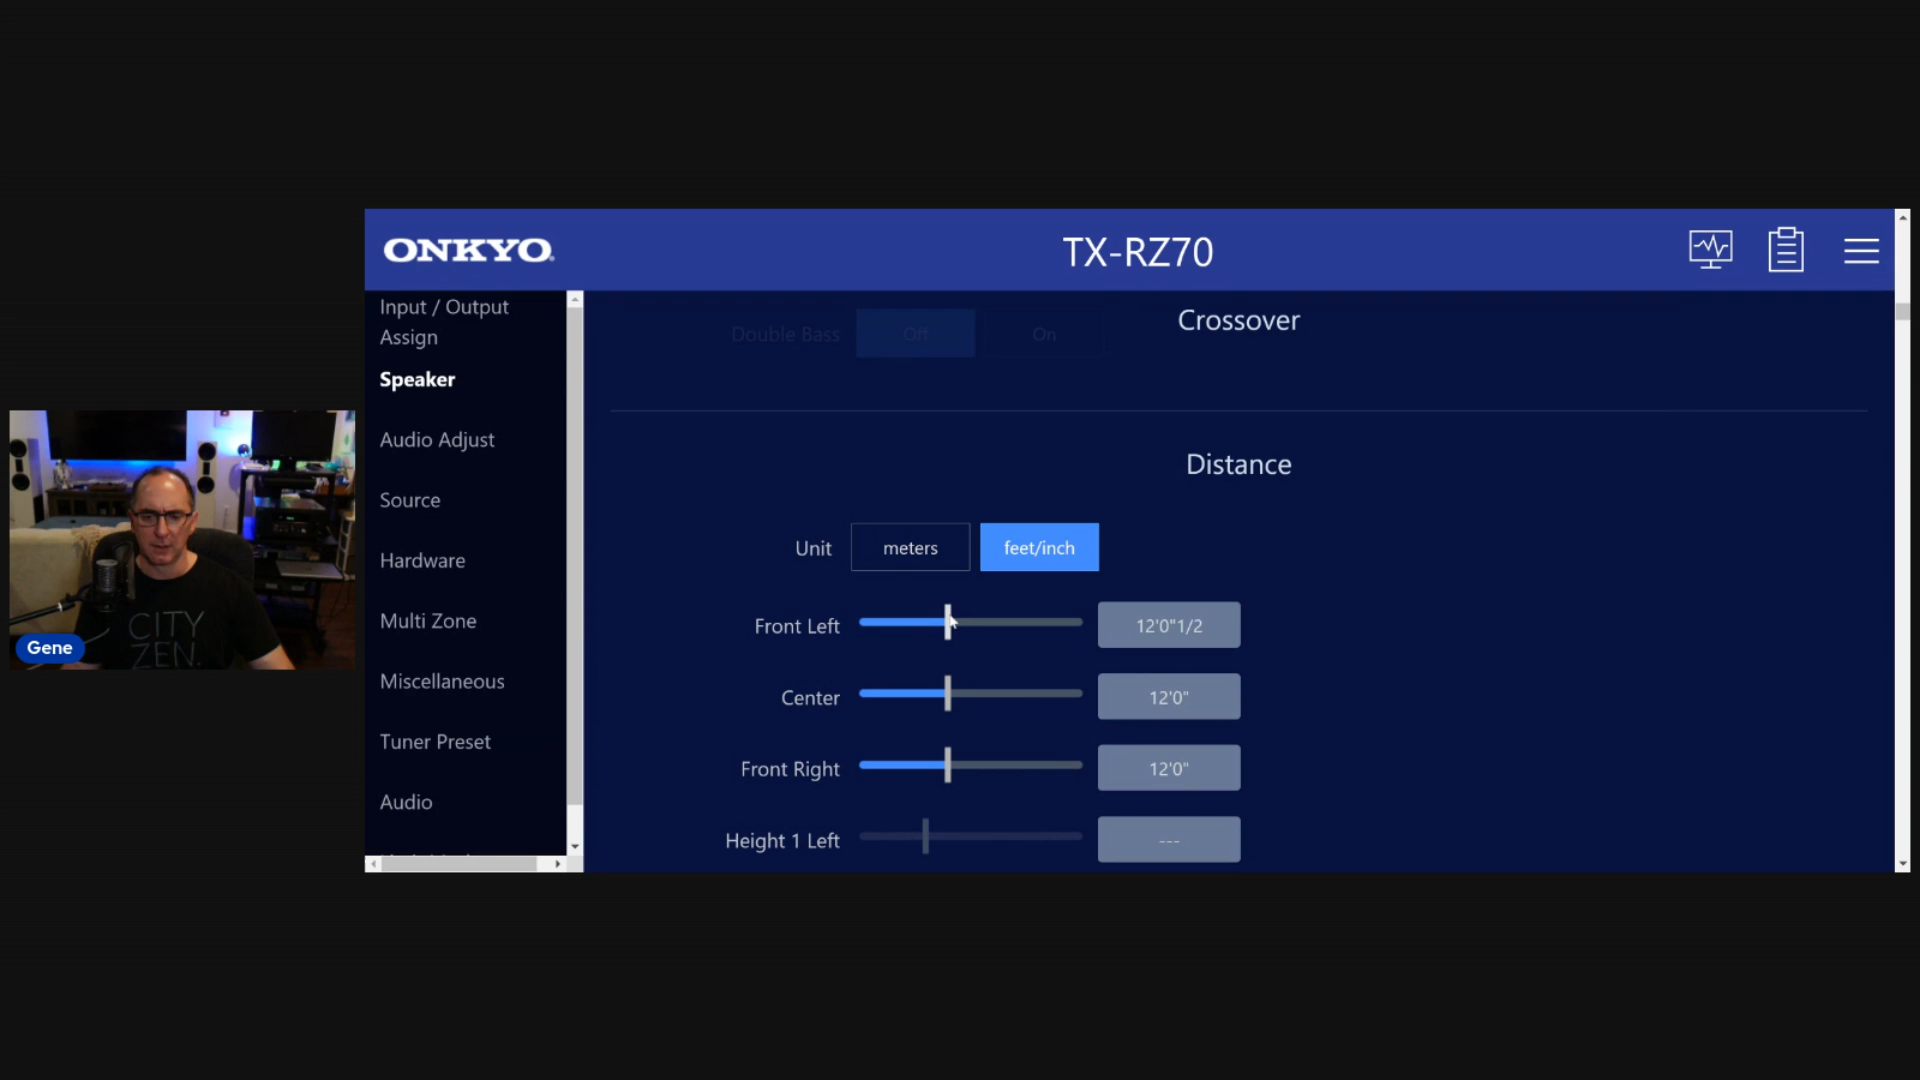 ONKYO
TX-RZ70
Input / Output
Assign
Speaker
Audio Adjust
Source
Hardware
Multi Zone
Miscellaneous
Tuner Preset
Audio
Double Bass Off On
Crossover
Distance
Unit meters feet/inch
Front Left 12'0"1/2
Center 12'0"
Front Right 12'0"
Height 1 Left ---
CITY
ZEN.
Gene